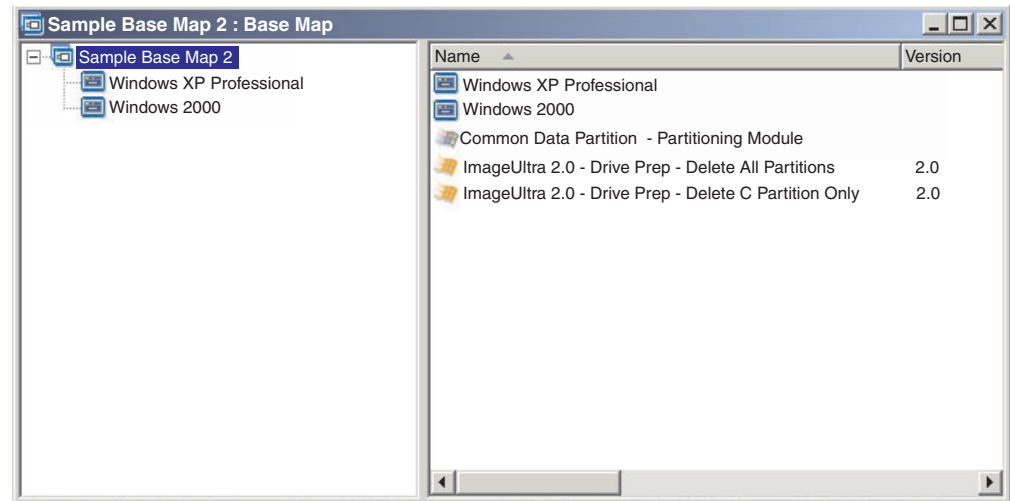 Sample Base Map 2 : Base Map
Sample Base Map 2
Windows XP Professional
Windows 2000
Name Version
Windows XP Professional
Windows 2000
Common Data Partition - Partitioning Module
ImageUltra 2.0 - Drive Prep - Delete All Partitions 2.0
ImageUltra 2.0 - Drive Prep - Delete C Partition Only 2.0